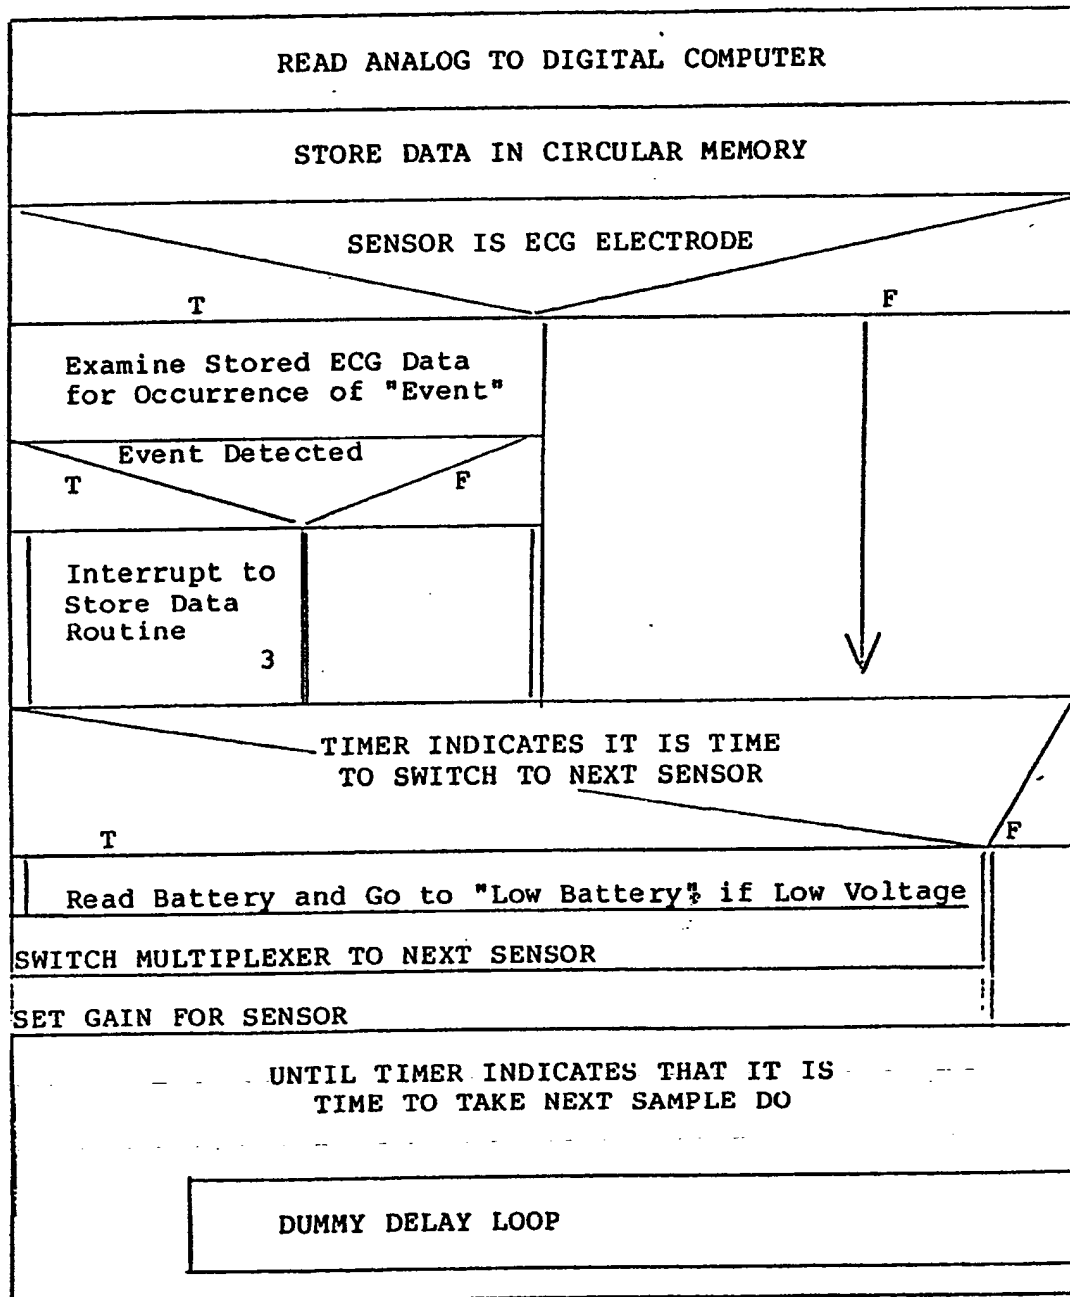 READ ANALOG TO DIGITAL COMPUTER
STORE DATA IN CIRCULAR MEMORY
SENSOR IS ECG ELECTRODE
T
F
Examine Stored ECG Data
for Occurrence of "Event"
Event Detected
T
F
Interrupt to
Store Data
Routine
3
TIMER INDICATES IT IS TIME
TO SWITCH TO NEXT SENSOR
T
F
Read Battery and Go to "Low Battery" if Low Voltage
SWITCH MULTIPLEXER TO NEXT SENSOR
SET GAIN FOR SENSOR
UNTIL TIMER INDICATES THAT IT IS
TIME TO TAKE NEXT SAMPLE DO
DUMMY DELAY LOOP